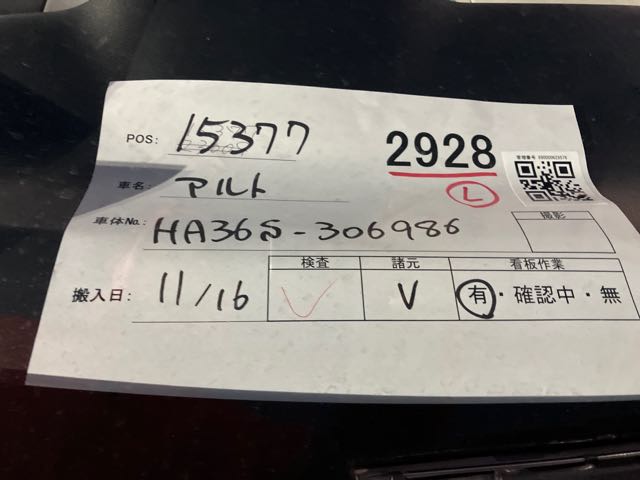 POS: 15377
2928
L
車名: アルト
車体No.: HA36S-306986
撮影
搬入日: 11/16
検査 諸元 看板作業
✓ V 有・確認中・無